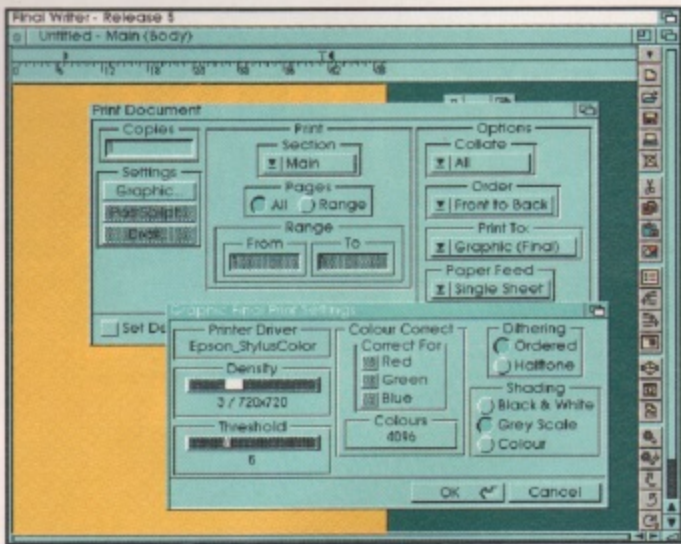 Final Writer - Release 5
Untitled - Main (Body)
Print Document
Copies
1
Settings
Graphic...
PostScript...
Print
Section
Main
Pages
All Range
Range
From To
Options
Collate
All
Order
Front to Back
Print To:
Graphic (Final)
Paper Feed
Single Sheet
Set De
Graphic Final Print Settings
Printer Driver
Epson_StylusColor
Density
3 / 720x720
Threshold
6
Colour Correct
Correct For
Red
Green
Blue
Colours
4096
Dithering
Ordered
Halftone
Shading
Black & White
Grey Scale
Colour
OK Cancel